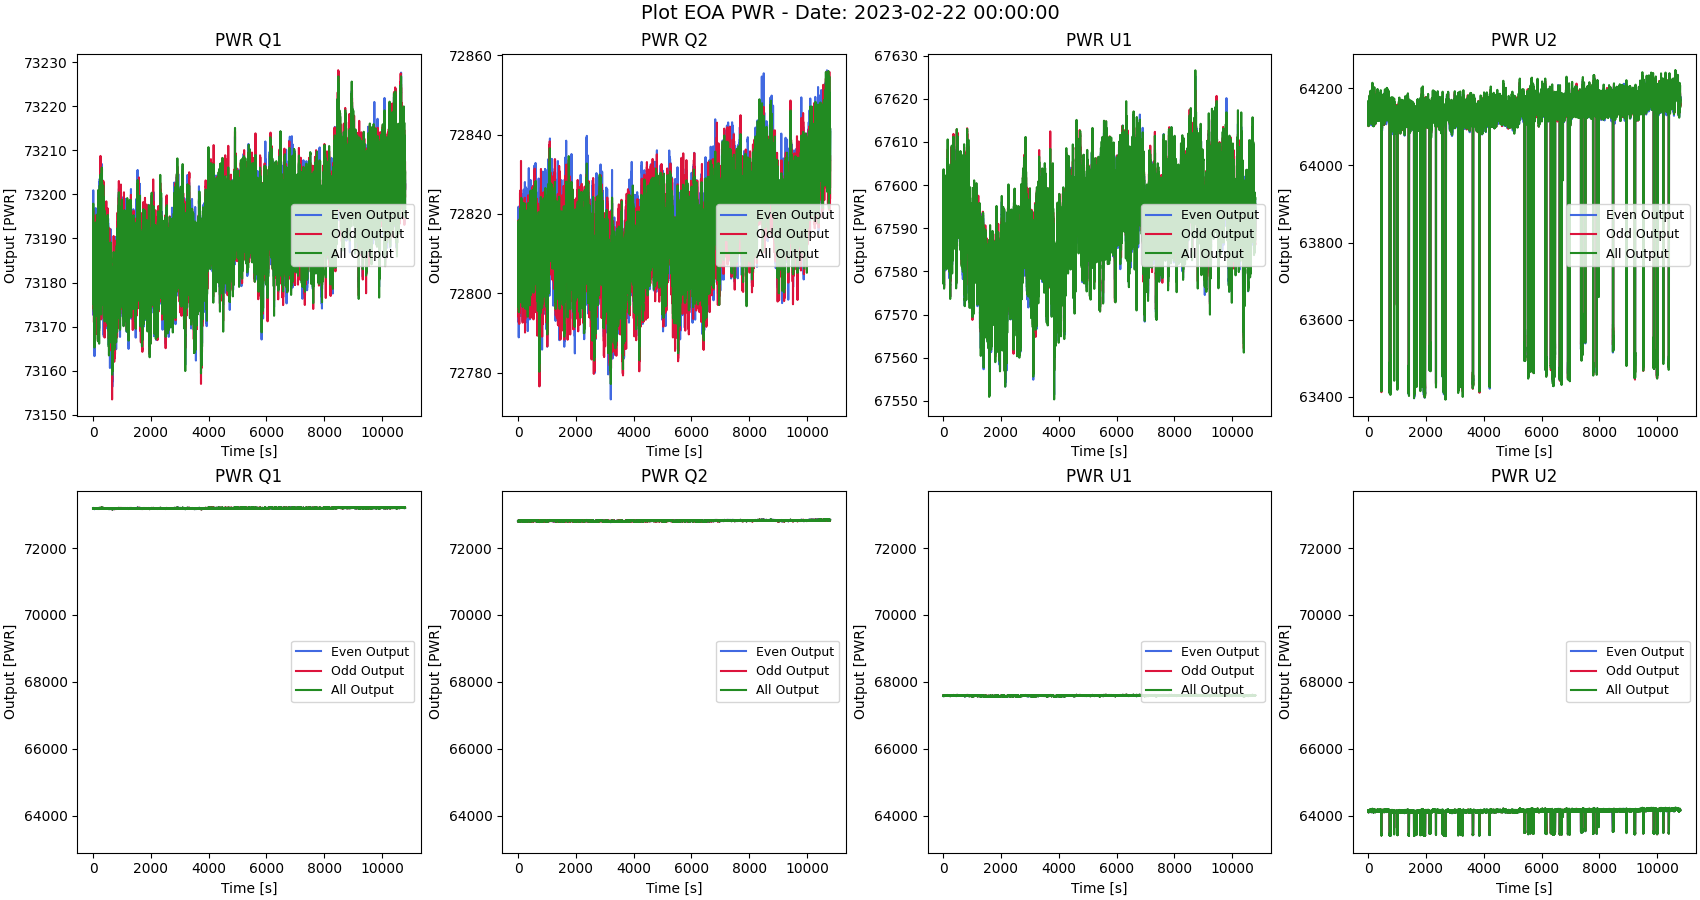 Plot EOA PWR - Date: 2023-02-22 00:00:00
PWR Q1
Output [PWR]
73230
73220
73210
73200
73190
73180
73170
73160
73150
0 2000 4000 6000 8000 10000
Time [s]
Even Output
Odd Output
All Output
PWR Q2
Output [PWR]
72860
72840
72820
72800
72780
0 2000 4000 6000 8000 10000
Time [s]
Even Output
Odd Output
All Output
PWR U1
Output [PWR]
67630
67620
67610
67600
67590
67580
67570
67560
67550
0 2000 4000 6000 8000 10000
Time [s]
Even Output
Odd Output
All Output
PWR U2
Output [PWR]
64200
64000
63800
63600
63400
0 2000 4000 6000 8000 10000
Time [s]
Even Output
Odd Output
All Output
PWR Q1
Output [PWR]
72000
70000
68000
66000
64000
0 2000 4000 6000 8000 10000
Time [s]
Even Output
Odd Output
All Output
PWR Q2
Output [PWR]
72000
70000
68000
66000
64000
0 2000 4000 6000 8000 10000
Time [s]
Even Output
Odd Output
All Output
PWR U1
Output [PWR]
72000
70000
68000
66000
64000
0 2000 4000 6000 8000 10000
Time [s]
Even Output
Odd Output
All Output
PWR U2
Output [PWR]
72000
70000
68000
66000
64000
0 2000 4000 6000 8000 10000
Time [s]
Even Output
Odd Output
All Output